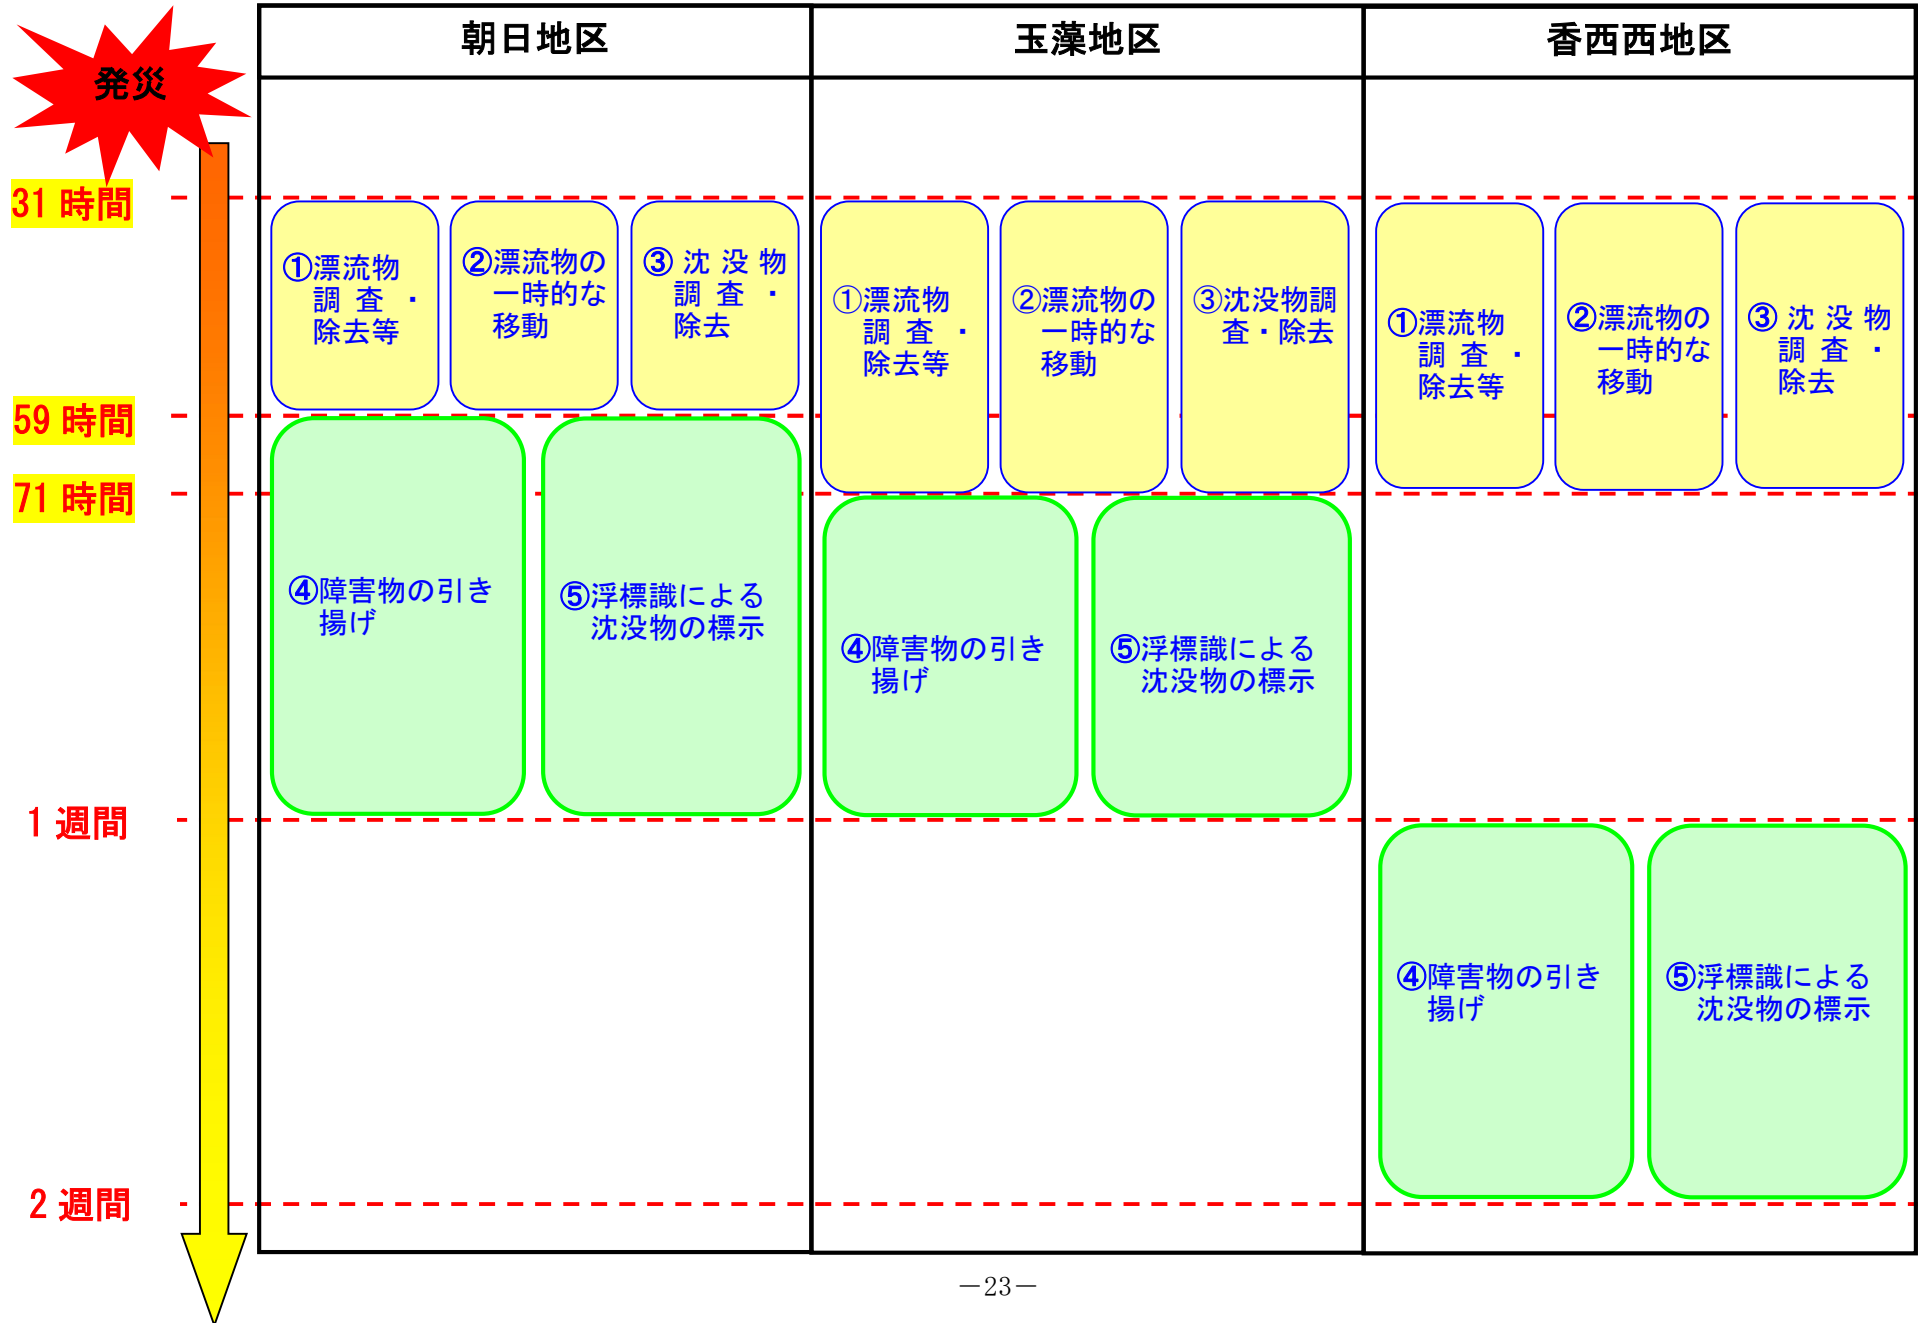 発災
朝日地区
玉藻地区
香西西地区
31 時間
①漂流物
調 査 ・
除去等
②漂流物の
一時的な
移動
③ 沈 没 物
調 査 ・
除去
①漂流物
調 査 ・
除去等
②漂流物の
一時的な
移動
③沈没物調
査・除去
①漂流物
調 査 ・
除去等
②漂流物の
一時的な
移動
③ 沈 没 物
調 査 ・
除去
59 時間
71 時間
④障害物の引き
揚げ
⑤浮標識による
沈没物の標示
④障害物の引き
揚げ
⑤浮標識による
沈没物の標示
1 週間
④障害物の引き
揚げ
⑤浮標識による
沈没物の標示
2 週間
－23－